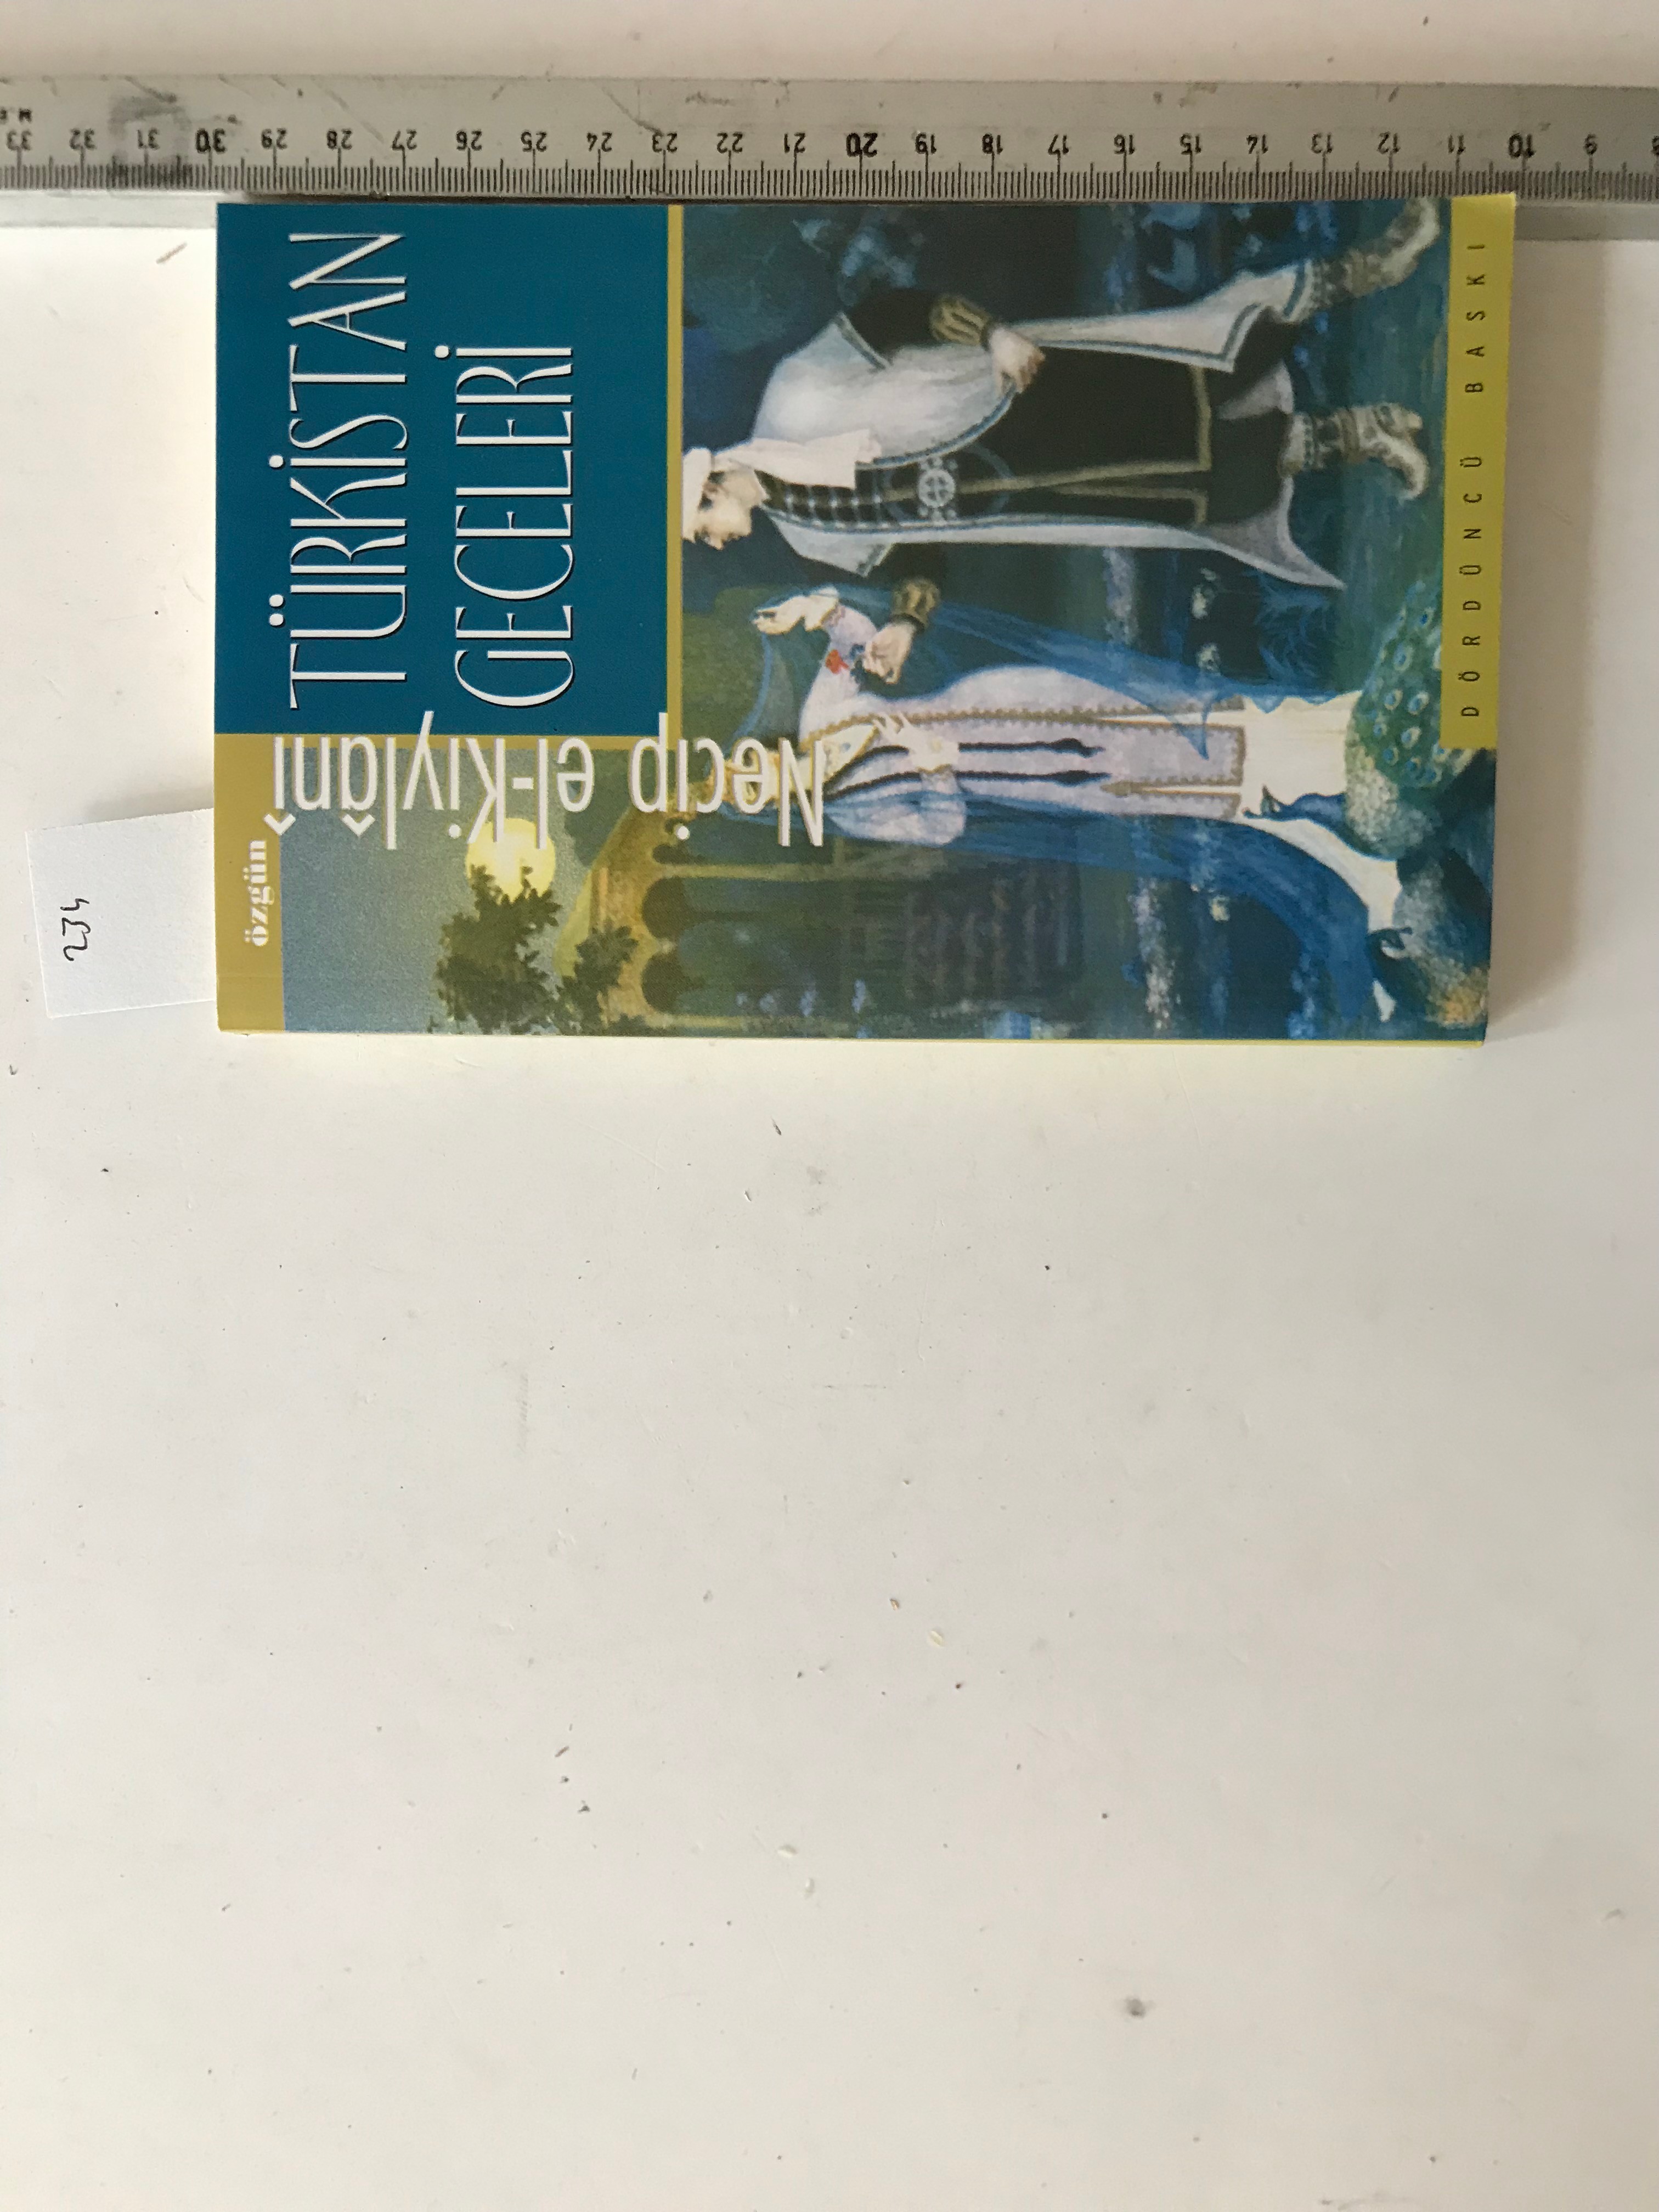 33 32 31 30 29 28 27 26 25 24 23 22 21 20 19 18 17 16 15 14 13 12 11 10 9
234
özgün
TÜRKİSTAN
GECELERİ
Necip el-Kiylânî
DÖRDÜNCÜ BASKI